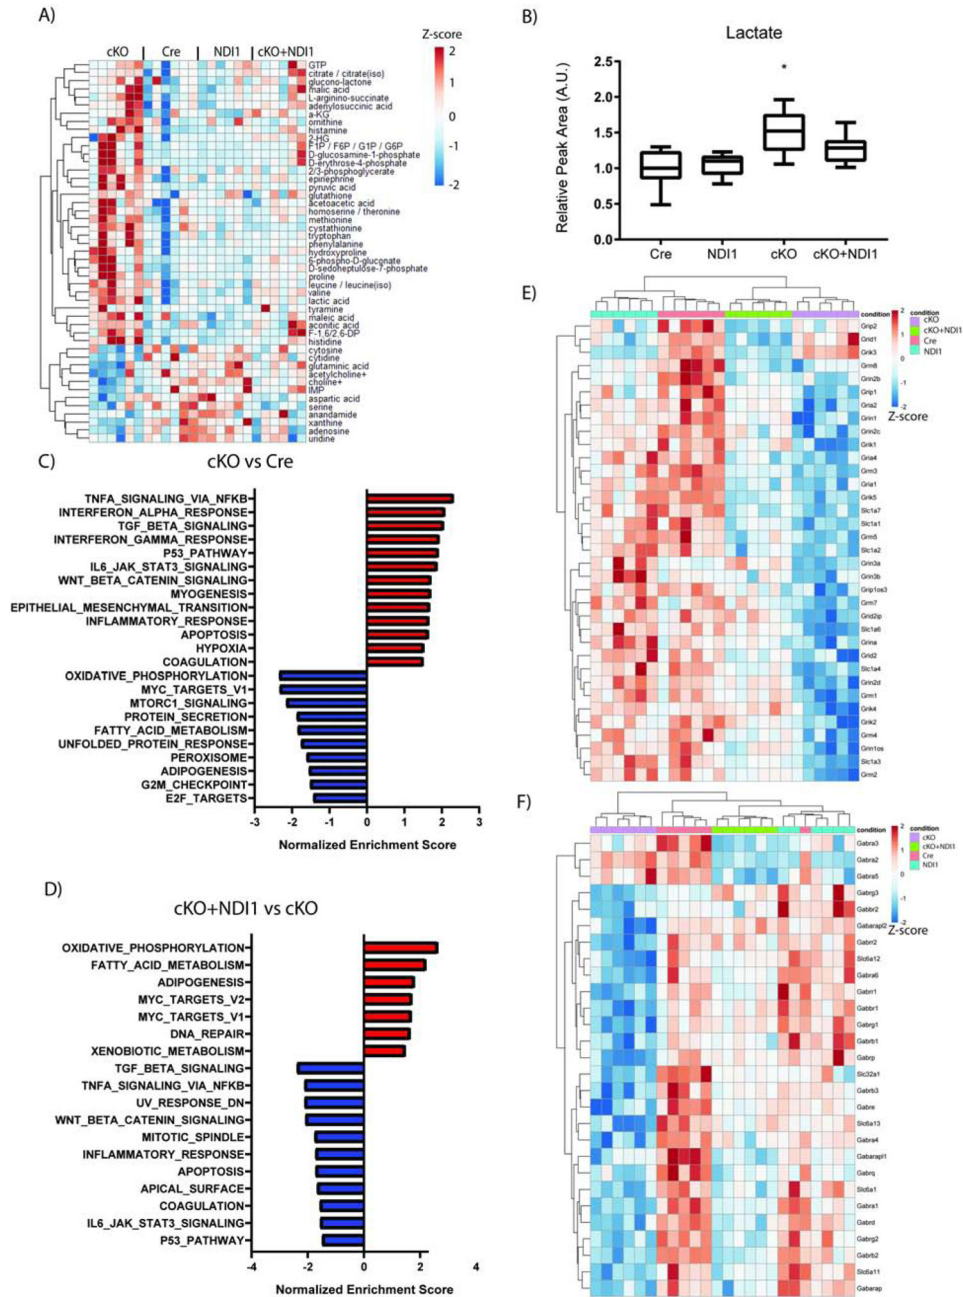 A)
Z-score
cKO
Cre
NDI1
cKO+NDI1
2
1
0
-1
-2
GTP
citrate / citrate(iso)
glucono-lactone
malic acid
L-arginino-succinate
adenylosuccinic acid
a-KG
ornithine
histamine
2-HG
F1P / F6P / G1P / G6P
D-glucosamine-1-phosphate
D-erythrose-4-phosphate
2/3-phosphoglycerate
epinephrine
pyruvic acid
glutathione
acetoacetic acid
homoserine / theronine
methionine
cystathionine
tryptophan
phenylalanine
hydroxyproline
6-phospho-D-gluconate
D-sedoheptulose-7-phosphate
proline
leucine / leucine(iso)
valine
lactic acid
tyramine
maleic acid
aconitic acid
F-1,6/2,6-DP
histidine
cytosine
cytidine
glutaminic acid
acetylcholine+
choline+
IMP
aspartic acid
serine
anandamide
xanthine
adenosine
uridine
B)
Lactate
Relative Peak Area (A.U.)
2.5
2.0
1.5
1.0
0.5
0.0
*
Cre
NDI1
cKO
cKO+NDI1
C)
cKO vs Cre
TNFA_SIGNALING_VIA_NFKB
INTERFERON_ALPHA_RESPONSE
TGF_BETA_SIGNALING
INTERFERON_GAMMA_RESPONSE
P53_PATHWAY
IL6_JAK_STAT3_SIGNALING
WNT_BETA_CATENIN_SIGNALING
MYOGENESIS
EPITHELIAL_MESENCHYMAL_TRANSITION
INFLAMMATORY_RESPONSE
APOPTOSIS
HYPOXIA
COAGULATION
OXIDATIVE_PHOSPHORYLATION
MYC_TARGETS_V1
MTORC1_SIGNALING
PROTEIN_SECRETION
FATTY_ACID_METABOLISM
UNFOLDED_PROTEIN_RESPONSE
PEROXISOME
ADIPOGENESIS
G2M_CHECKPOINT
E2F_TARGETS
-3
-2
-1
0
1
2
3
Normalized Enrichment Score
D)
cKO+NDI1 vs cKO
OXIDATIVE_PHOSPHORYLATION
FATTY_ACID_METABOLISM
ADIPOGENESIS
MYC_TARGETS_V2
MYC_TARGETS_V1
DNA_REPAIR
XENOBIOTIC_METABOLISM
TGF_BETA_SIGNALING
TNFA_SIGNALING_VIA_NFKB
UV_RESPONSE_DN
WNT_BETA_CATENIN_SIGNALING
MITOTIC_SPINDLE
INFLAMMATORY_RESPONSE
APOPTOSIS
APICAL_SURFACE
COAGULATION
IL6_JAK_STAT3_SIGNALING
P53_PATHWAY
-4
-2
0
2
4
Normalized Enrichment Score
E)
condition
2
1
0
-1
-2
Z-score
condition
cKO
cKO+NDI1
Cre
NDI1
Grip2
Grid1
Grik3
Grm8
Grin2b
Grip1
Gria2
Grin1
Grin2c
Grik1
Gria4
Grm3
Gria1
Grik5
Slc1a7
Slc1a1
Grm5
Slc1a2
Grin3a
Grin3b
Grip1os3
Grm7
Grid2ip
Slc1a6
Grina
Grid2
Slc1a4
Grin2d
Grm1
Grik4
Grik2
Grm4
Grin1os
Slc1a3
Grm2
F)
condition
2
1
0
-1
-2
Z-score
condition
cKO
cKO+NDI1
Cre
NDI1
Gabra3
Gabra2
Gabra5
Gabrg3
Gabbr2
Gabarapl2
Gabrr2
Slc6a12
Gabra6
Gabrr1
Gabbr1
Gabrg1
Gabrb1
Gabrp
Slc32a1
Gabrb3
Gabre
Slc6a13
Gabra4
Gabarapl1
Gabrq
Slc6a1
Gabra1
Gabrd
Gabrg2
Gabrb2
Slc6a11
Gabarap